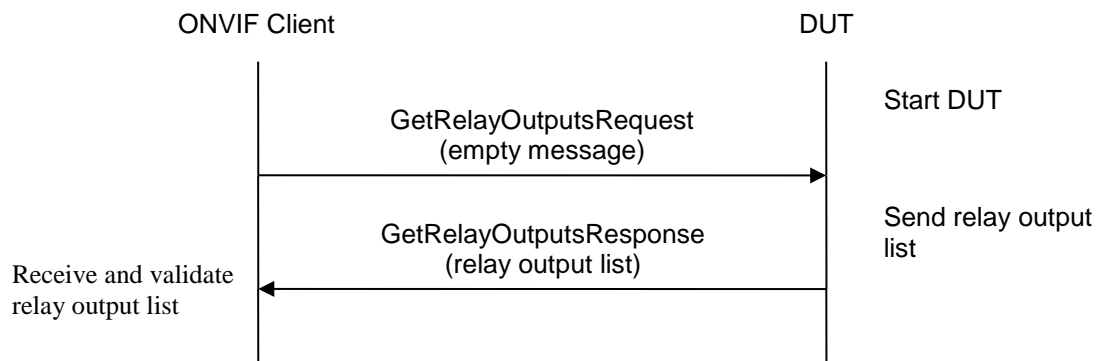 ONVIF Client
DUT
Start DUT
GetRelayOutputsRequest
(empty message)
Send relay output
list
GetRelayOutputsResponse
(relay output list)
Receive and validate
relay output list